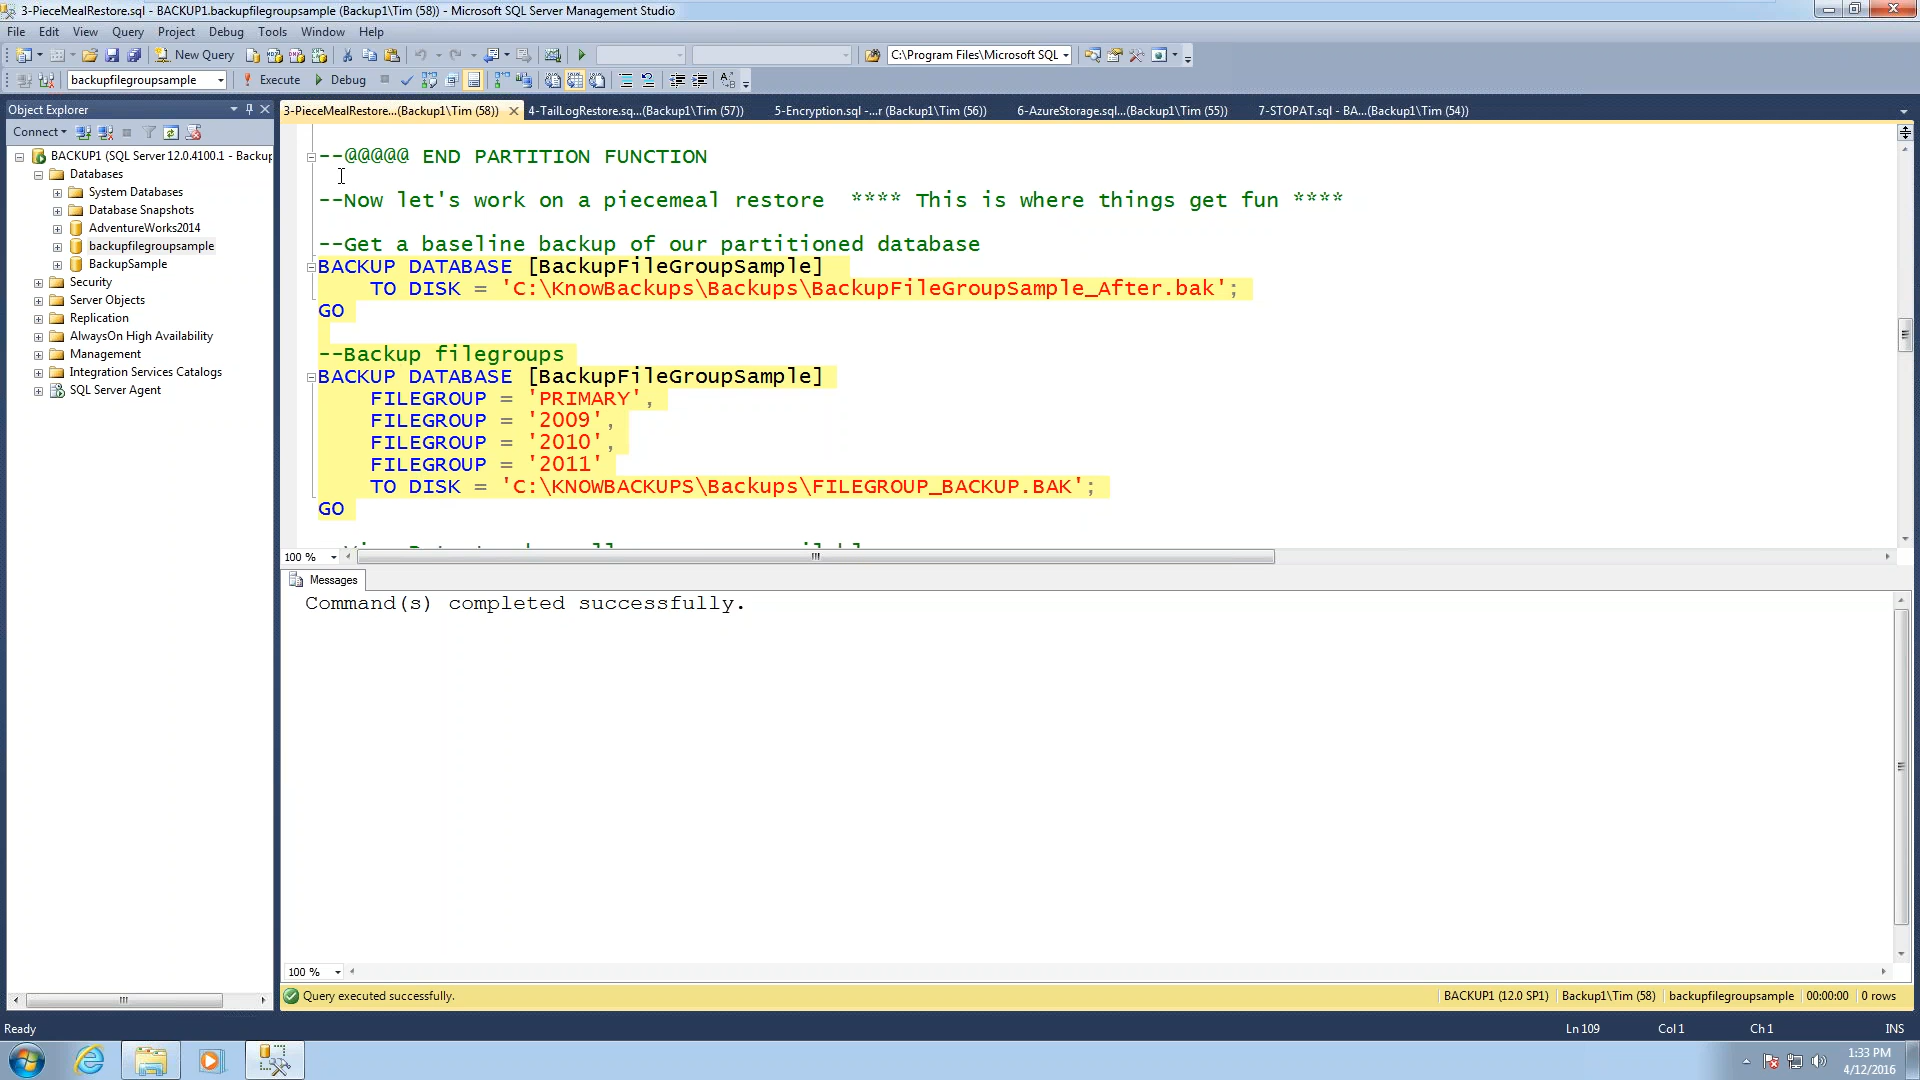 3-PieceMealRestore.sql - BACKUP1.backupfilegroupsample (Backup1\Tim (58)) - Microsoft SQL Server Management Studio
File Edit View Query Project Debug Tools Window Help
New Query C:\Program Files\Microsoft SQL
backupfilegroupsample Execute Debug
Object Explorer
3-PieceMealRestore...(Backup1\Tim (58)) 4-TailLogRestore.sq...(Backup1\Tim (57)) 5-Encryption.sql -...r (Backup1\Tim (56)) 6-AzureStorage.sql...(Backup1\Tim (55)) 7-STOPAT.sql - BA...(Backup1\Tim (54))
Connect
BACKUP1 (SQL Server 12.0.4100.1 - Backup
Databases
System Databases
Database Snapshots
AdventureWorks2014
backupfilegroupsample
BackupSample
Security
Server Objects
Replication
AlwaysOn High Availability
Management
Integration Services Catalogs
SQL Server Agent
--@@@@@ END PARTITION FUNCTION
--Now let's work on a piecemeal restore **** This is where things get fun ****
--Get a baseline backup of our partitioned database
BACKUP DATABASE [BackupFileGroupSample]
TO DISK = 'C:\KnowBackups\Backups\BackupFileGroupSample_After.bak';
GO
--Backup filegroups
BACKUP DATABASE [BackupFileGroupSample]
FILEGROUP = 'PRIMARY',
FILEGROUP = '2009',
FILEGROUP = '2010',
FILEGROUP = '2011'
TO DISK = 'C:\KNOWBACKUPS\Backups\FILEGROUP_BACKUP.BAK';
GO
100 %
Messages
Command(s) completed successfully.
100 %
Query executed successfully. BACKUP1 (12.0 SP1) Backup1\Tim (58) backupfilegroupsample 00:00:00 0 rows
Ready Ln 109 Col 1 Ch 1 INS
1:33 PM
4/12/2016